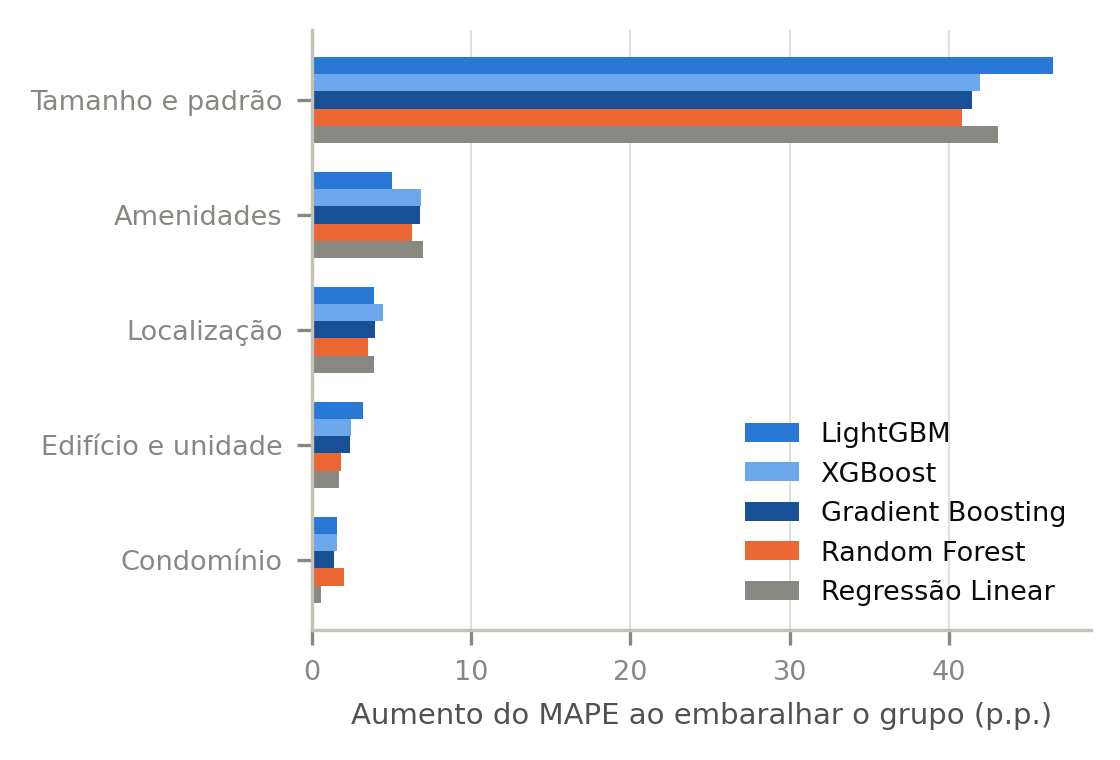 Tamanho e padrão
Amenidades
Localização
Edifício e unidade
Condomínio
LightGBM
XGBoost
Gradient Boosting
Random Forest
Regressão Linear
0 10 20 30 40
Aumento do MAPE ao embaralhar o grupo (p.p.)